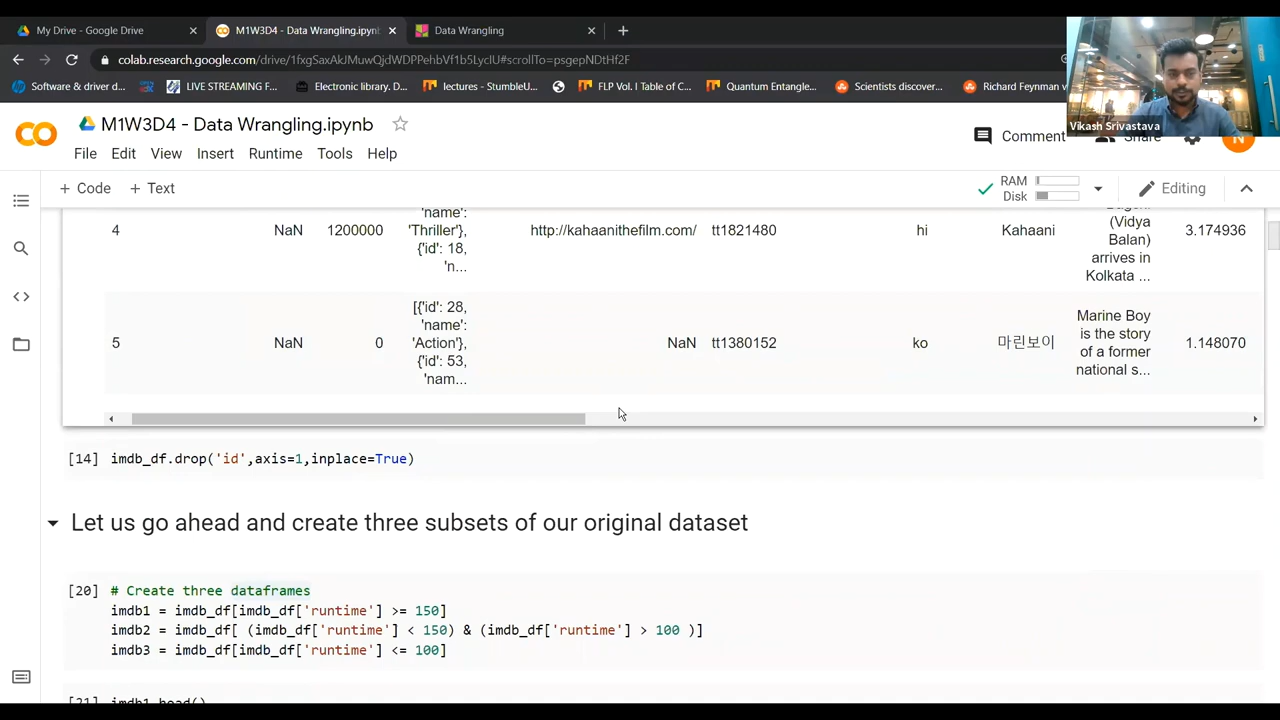 My Drive - Google Drive
M1W3D4 - Data Wrangling.ipynb
Data Wrangling
colab.research.google.com/drive/
Software & driver d...
LIVE STREAMING F...
Electronic library. D...
lectures - StumbleU...
FLP Vol. I Table of C...
Quantum Entangle...
Scientists discover...
Richard Feynman v
Vikash Srivastava
CO
M1W3D4 - Data Wrangling.ipynb
Comment
Share
N
File Edit View Insert Runtime Tools Help
+ Code + Text
RAM
Disk
Editing
4 NaN 1200000 'name': 'Thriller'}, {'id': 18, 'n... http://kahaanithefilm.com/ tt1821480 hi Kahaani (Vidya Balan) arrives in Kolkata ... 3.174936
5 NaN 0 [{'id': 28, 'name': 'Action'}, {'id': 53, 'nam... NaN tt1380152 ko 마린보이 Marine Boy is the story of a former national s... 1.148070
[14] imdb_df.drop('id',axis=1,inplace=True)
Let us go ahead and create three subsets of our original dataset
[20] # Create three dataframes
imdb1 = imdb_df[imdb_df['runtime'] >= 150]
imdb2 = imdb_df[ (imdb_df['runtime'] < 150) & (imdb_df['runtime'] > 100 )]
imdb3 = imdb_df[imdb_df['runtime'] <= 100]
[21] imdb1.head()